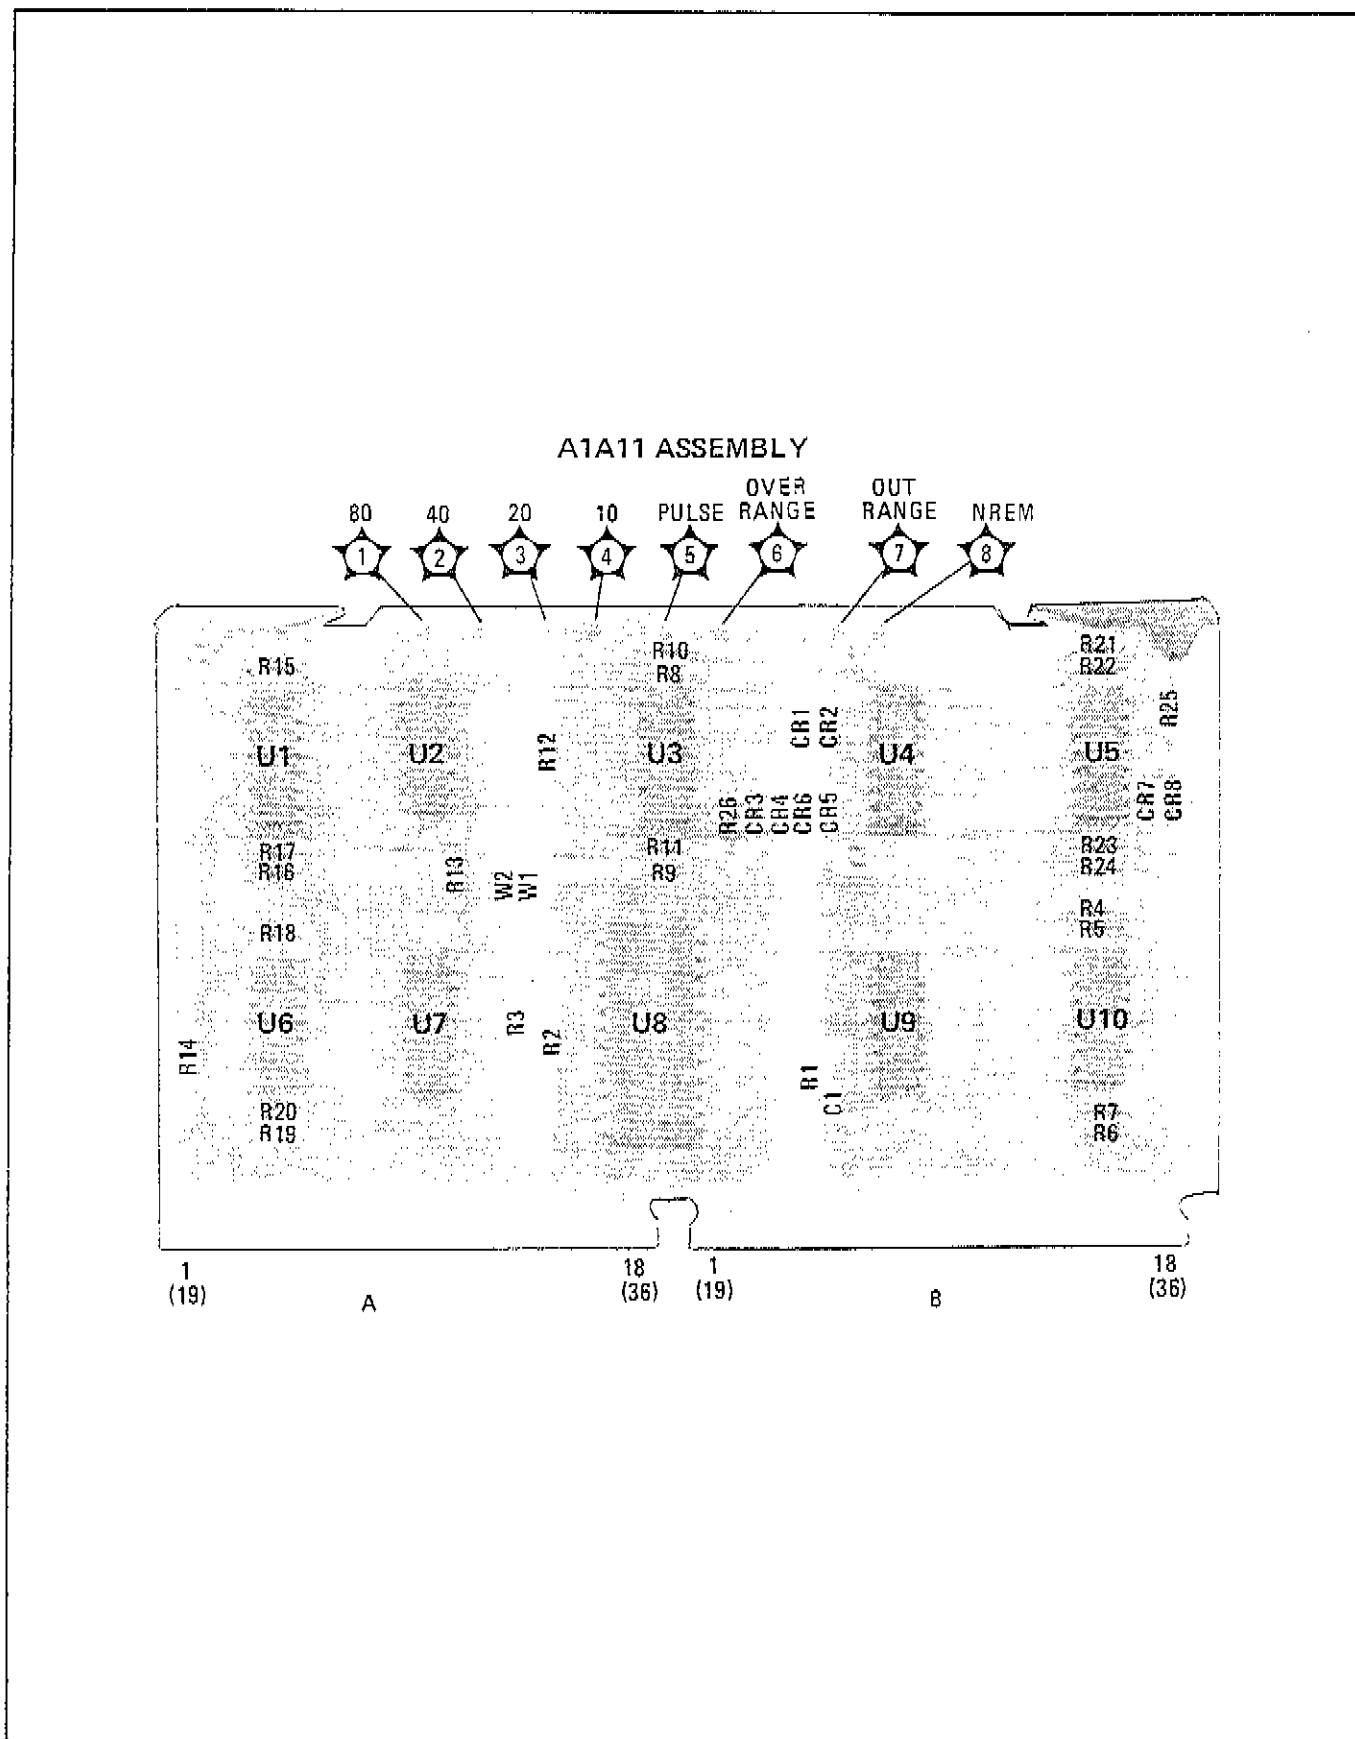 A1A11 ASSEMBLY
80
40
20
10
PULSE
OVER
RANGE
OUT
RANGE
NREM
1
2
3
4
5
6
7
8
R15
R10
R8
R21
R22
R25
CR1
CR2
U1
U2
R12
U3
U4
U5
R26
CR3
CR4
CR6
CR5
CR7
CR8
R17
R16
R13
W2
W1
R11
R9
R23
R24
R4
R5
R18
U6
U7
R3
R2
U8
U9
U10
R14
R1
C1
R20
R19
R7
R6
1
(19)
A
18
(36)
1
(19)
B
18
(36)